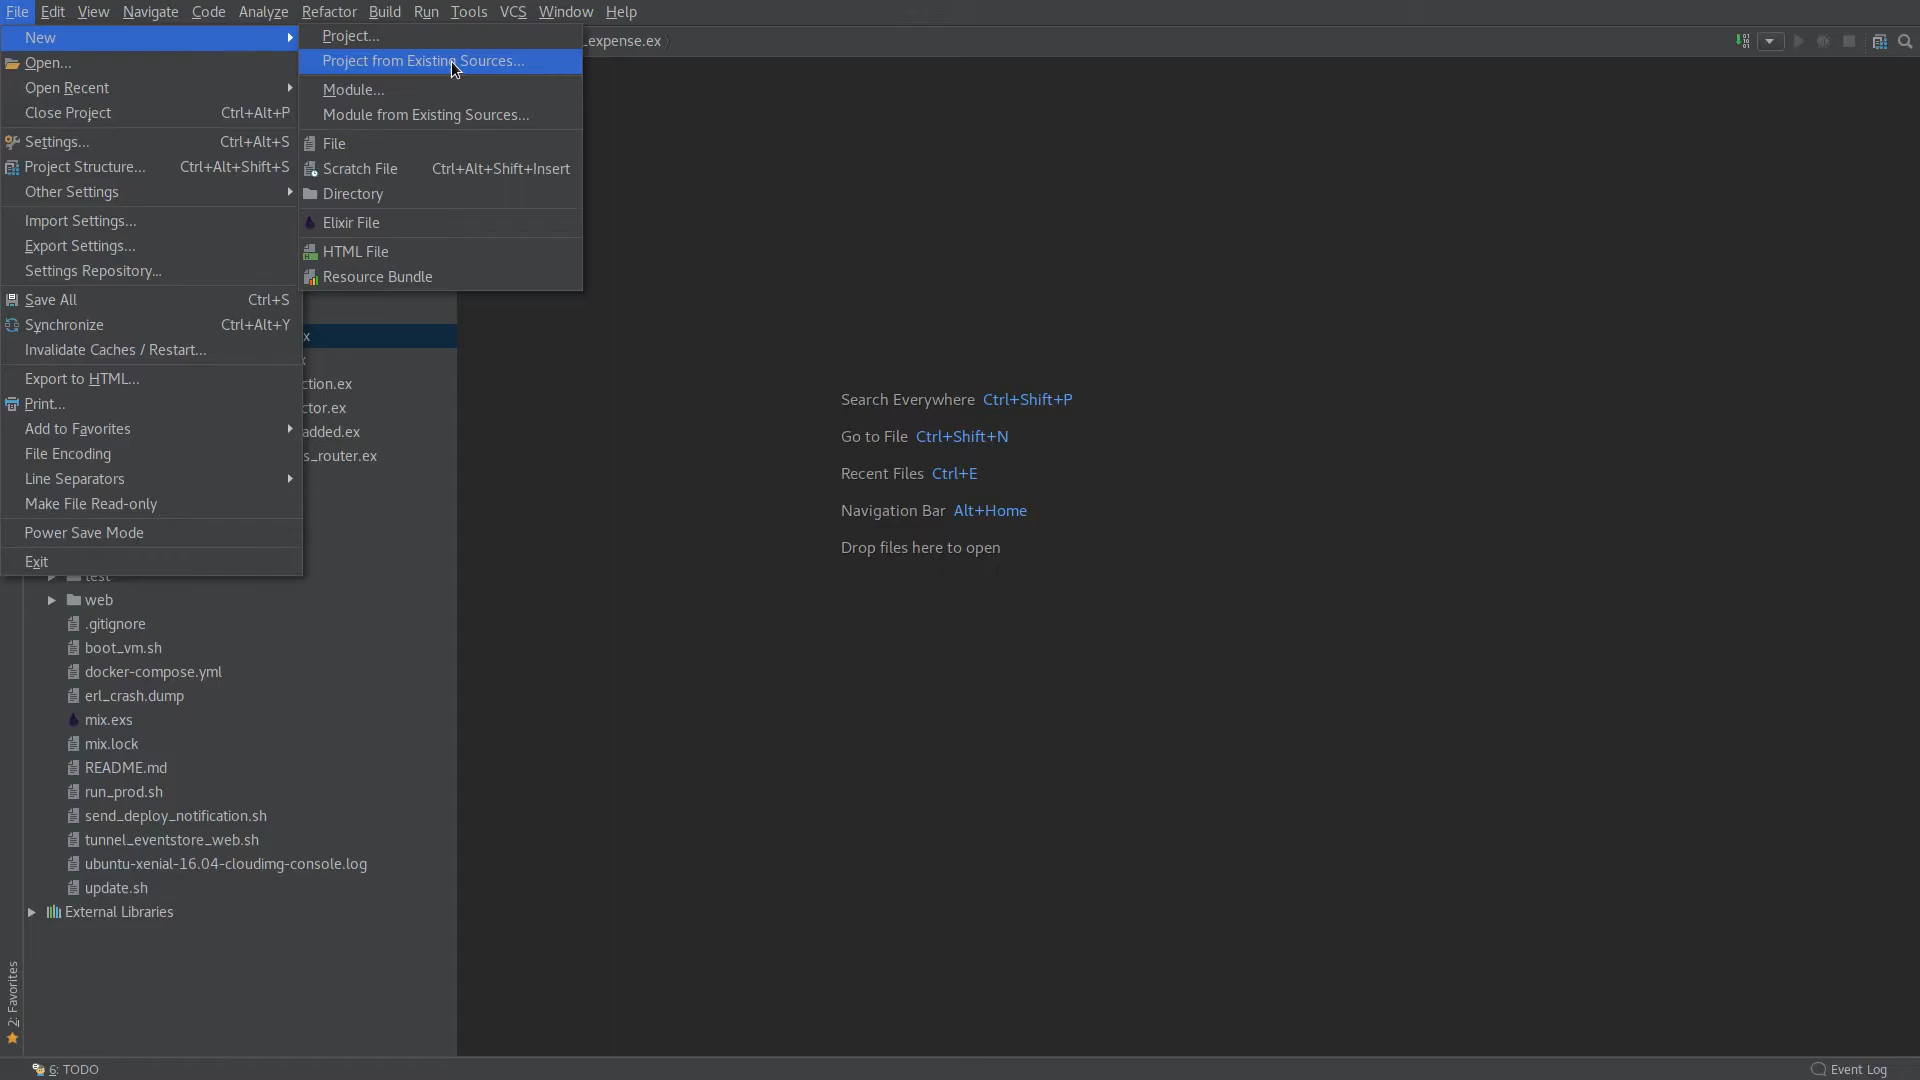 File Edit View Navigate Code Analyze Refactor Build Run Tools VCS Window Help
_expense.ex
New
Open...
Open Recent
Close Project Ctrl+Alt+P
Settings... Ctrl+Alt+S
Project Structure... Ctrl+Alt+Shift+S
Other Settings
Import Settings...
Export Settings...
Settings Repository...
Save All Ctrl+S
Synchronize Ctrl+Alt+Y
Invalidate Caches / Restart...
Export to HTML...
Print...
Add to Favorites
File Encoding
Line Separators
Make File Read-only
Power Save Mode
Exit
Project...
Project from Existing Sources...
Module...
Module from Existing Sources...
File
Scratch File Ctrl+Alt+Shift+Insert
Directory
Elixir File
HTML File
Resource Bundle
x
ction.ex
ctor.ex
added.ex
s_router.ex
test
web
.gitignore
boot_vm.sh
docker-compose.yml
erl_crash.dump
mix.exs
mix.lock
README.md
run_prod.sh
send_deploy_notification.sh
tunnel_eventstore_web.sh
ubuntu-xenial-16.04-cloudimg-console.log
update.sh
External Libraries
Search Everywhere Ctrl+Shift+P
Go to File Ctrl+Shift+N
Recent Files Ctrl+E
Navigation Bar Alt+Home
Drop files here to open
2: Favorites
6: TODO
Event Log